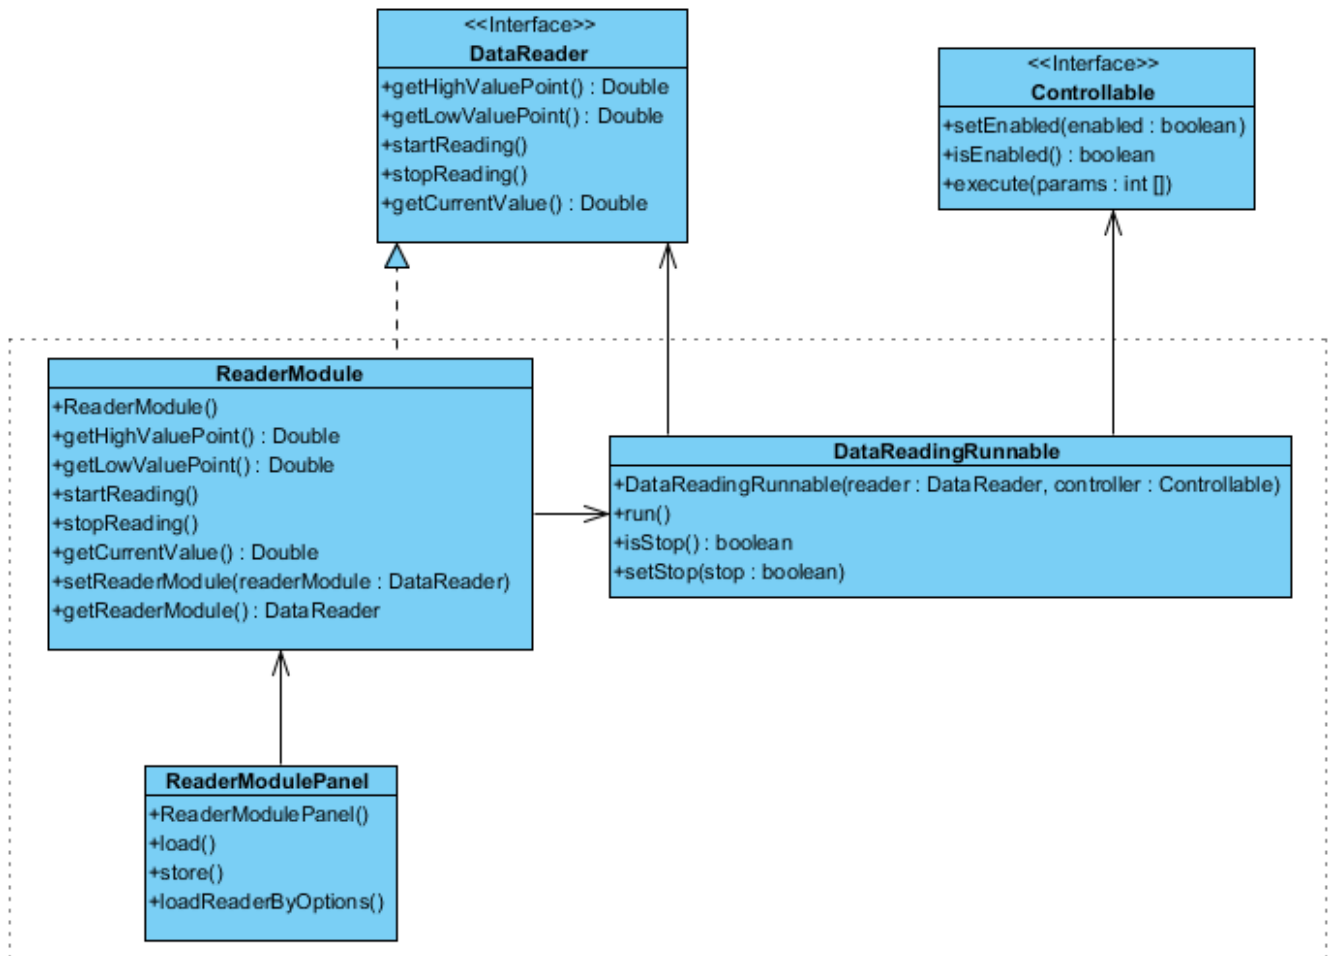 <<Interface>>
DataReader
+getHighValuePoint() : Double
+getLowValuePoint() : Double
+startReading()
+stopReading()
+getCurrentValue() : Double
<<Interface>>
Controllable
+setEnabled(enabled : boolean)
+isEnabled() : boolean
+execute(params : int [])
ReaderModule
+ReaderModule()
+getHighValuePoint() : Double
+getLowValuePoint() : Double
+startReading()
+stopReading()
+getCurrentValue() : Double
+setReaderModule(readerModule : DataReader)
+getReaderModule() : DataReader
DataReadingRunnable
+DataReadingRunnable(reader : DataReader, controller : Controllable)
+run()
+isStop() : boolean
+setStop(stop : boolean)
ReaderModulePanel
+ReaderModulePanel()
+load()
+store()
+loadReaderByOptions()